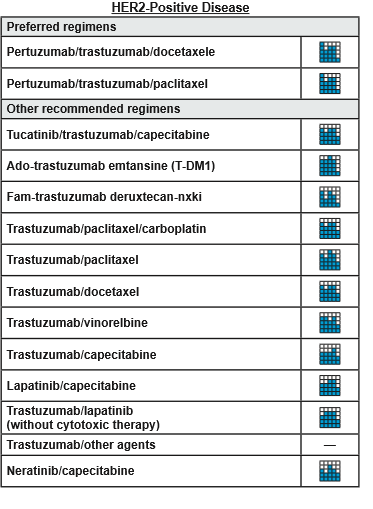 HER2-Positive Disease
Preferred regimens
Pertuzumab/trastuzumab/docetaxele
Pertuzumab/trastuzumab/paclitaxel
Other recommended regimens
Tucatinib/trastuzumab/capecitabine
Ado-trastuzumab emtansine (T-DM1)
Fam-trastuzumab deruxtecan-nxki
Trastuzumab/paclitaxel/carboplatin
Trastuzumab/paclitaxel
Trastuzumab/docetaxel
Trastuzumab/vinorelbine
Trastuzumab/capecitabine
Lapatinib/capecitabine
Trastuzumab/lapatinib
(without cytotoxic therapy)
Trastuzumab/other agents —
Neratinib/capecitabine